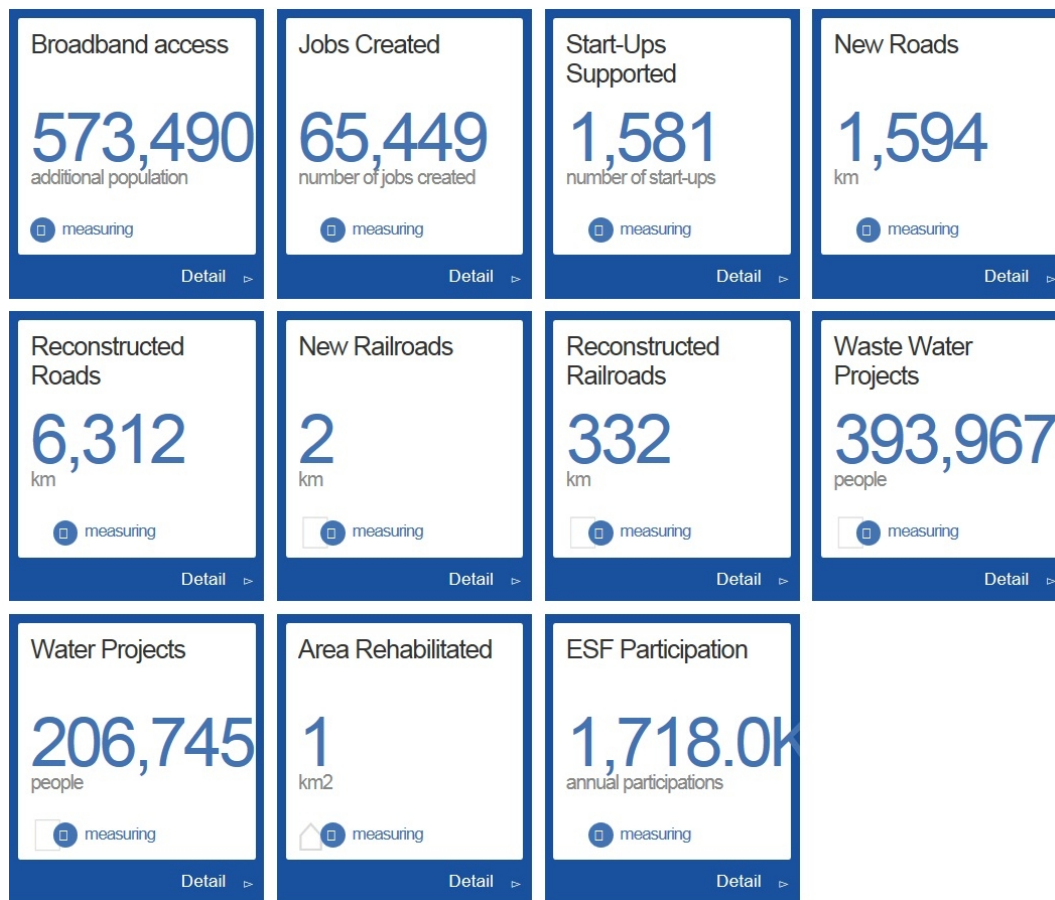 Broadband access
573,490
additional population
measuring
Detail
Jobs Created
65,449
number of jobs created
measuring
Detail
Start-Ups
Supported
1,581
number of start-ups
measuring
Detail
New Roads
1,594
km
measuring
Detail
Reconstructed
Roads
6,312
km
measuring
Detail
New Railroads
2
km
measuring
Detail
Reconstructed
Railroads
332
km
measuring
Detail
Waste Water
Projects
393,967
people
measuring
Detail
Water Projects
206,745
people
measuring
Detail
Area Rehabilitated
1
km2
measuring
Detail
ESF Participation
1,718.0K
annual participations
measuring
Detail